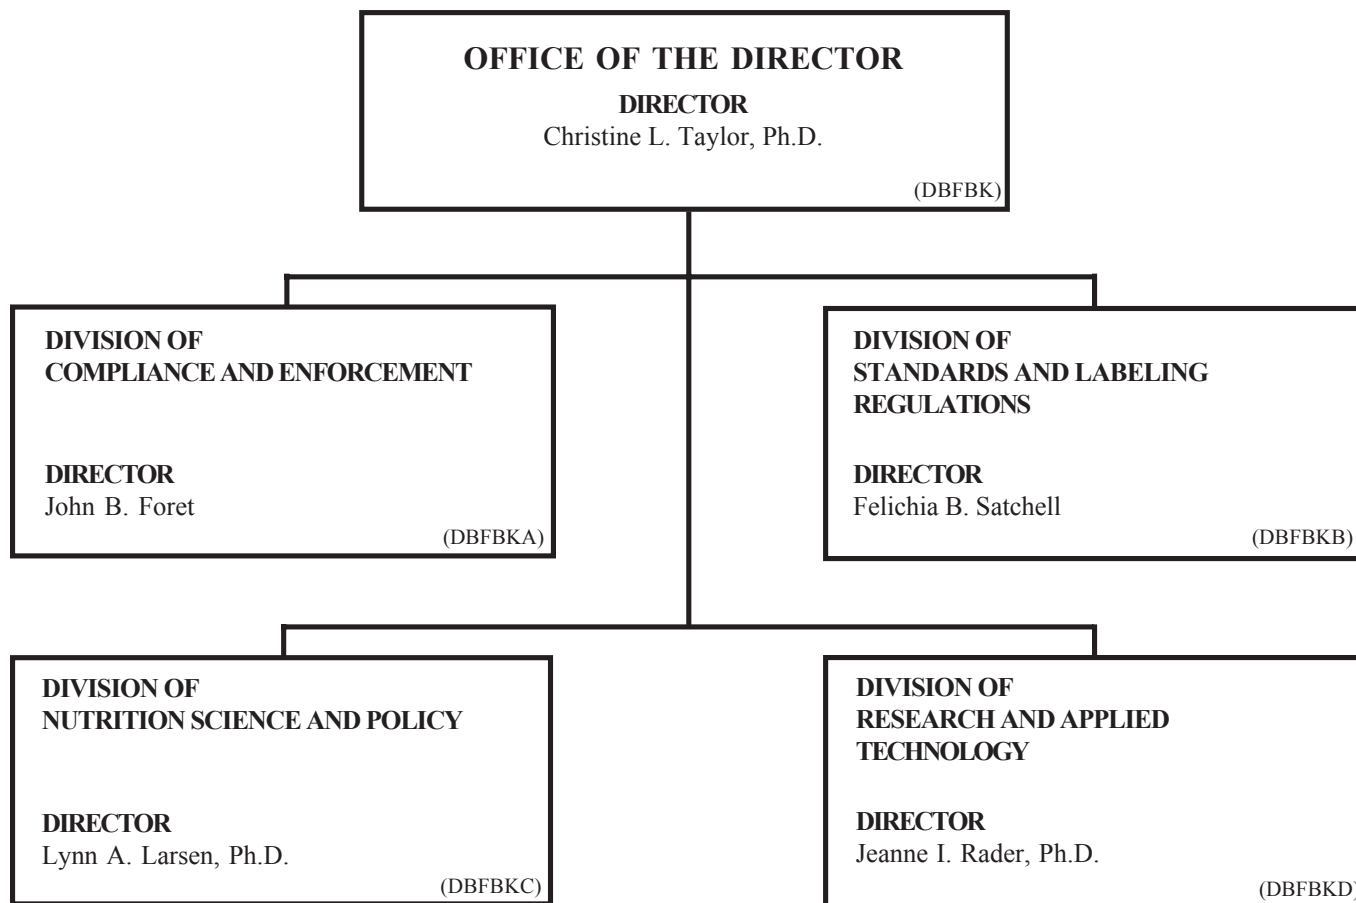 OFFICE OF THE DIRECTOR
DIRECTOR
Christine L. Taylor, Ph.D.
(DBFBK)
DIVISION OF
COMPLIANCE AND ENFORCEMENT
DIRECTOR
John B. Foret
(DBFBKA)
DIVISION OF
STANDARDS AND LABELING
REGULATIONS
DIRECTOR
Felichia B. Satchell
(DBFBKB)
DIVISION OF
NUTRITION SCIENCE AND POLICY
DIRECTOR
Lynn A. Larsen, Ph.D.
(DBFBKC)
DIVISION OF
RESEARCH AND APPLIED
TECHNOLOGY
DIRECTOR
Jeanne I. Rader, Ph.D.
(DBFBKD)